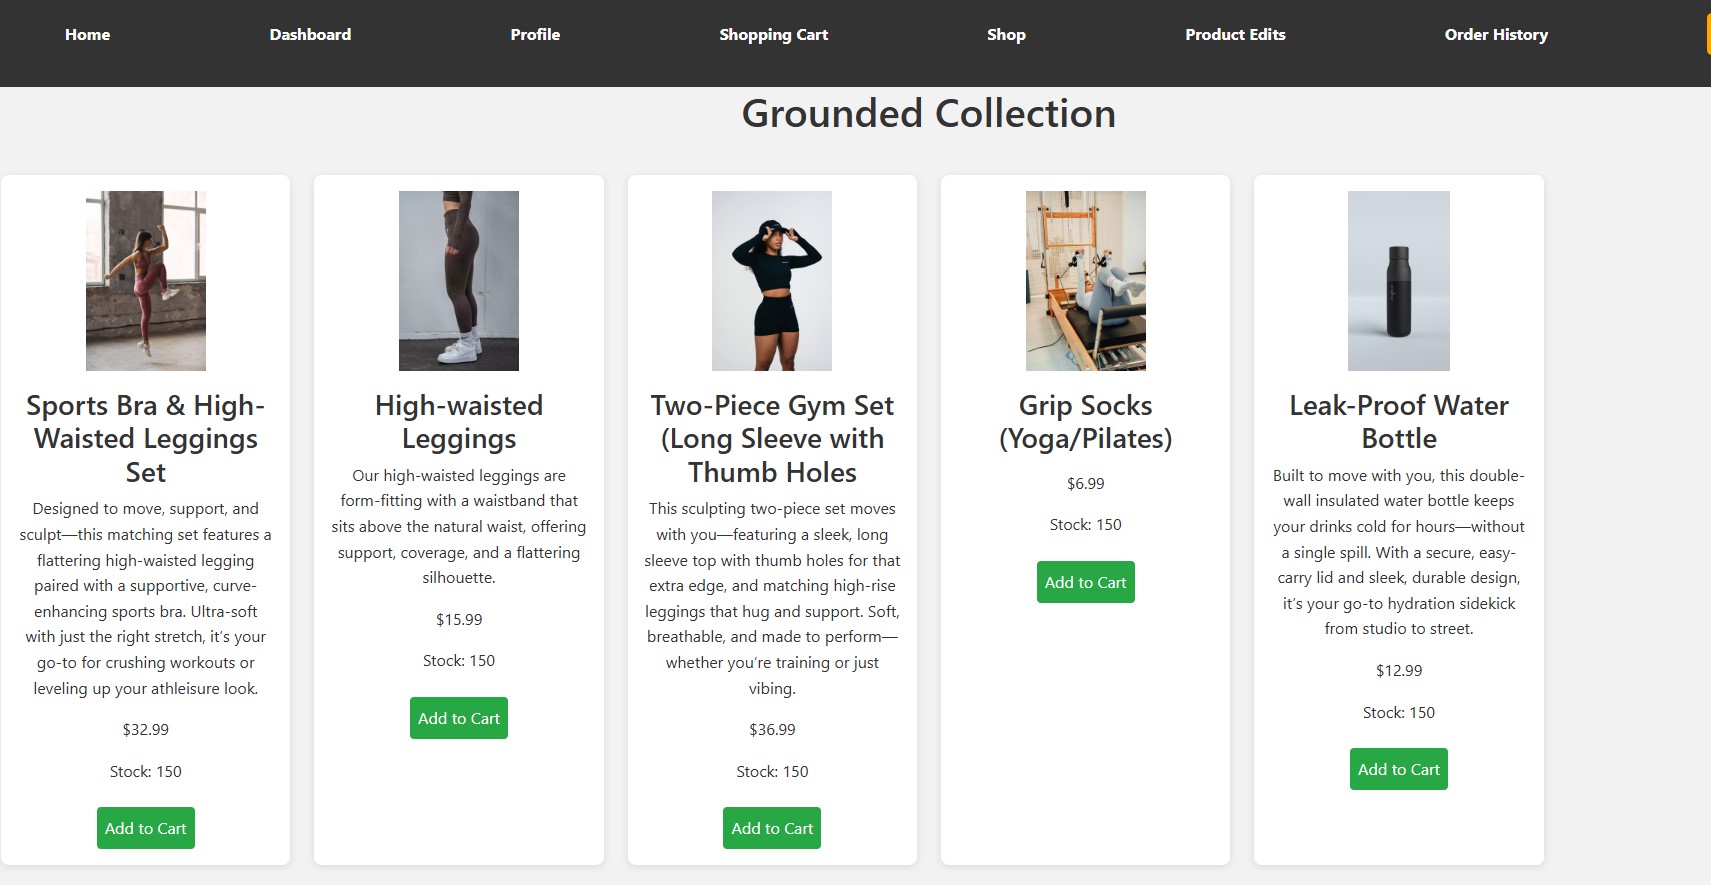 Home Dashboard Profile Shopping Cart Shop Product Edits Order History
Grounded Collection
Sports Bra & High-
Waisted Leggings
Set
Designed to move, support, and
sculpt—this matching set features a
flattering high-waisted legging
paired with a supportive, curve-
enhancing sports bra. Ultra-soft
with just the right stretch, it’s your
go-to for crushing workouts or
leveling up your athleisure look.
$32.99
Stock: 150
Add to Cart
High-waisted
Leggings
Our high-waisted leggings are
form-fitting with a waistband that
sits above the natural waist, offering
support, coverage, and a flattering
silhouette.
$15.99
Stock: 150
Add to Cart
Two-Piece Gym Set
(Long Sleeve with
Thumb Holes
This sculpting two-piece set moves
with you—featuring a sleek, long
sleeve top with thumb holes for that
extra edge, and matching high-rise
leggings that hug and support. Soft,
breathable, and made to perform—
whether you’re training or just
vibing.
$36.99
Stock: 150
Add to Cart
Grip Socks
(Yoga/Pilates)
$6.99
Stock: 150
Add to Cart
Leak-Proof Water
Bottle
Built to move with you, this double-
wall insulated water bottle keeps
your drinks cold for hours—without
a single spill. With a secure, easy-
carry lid and sleek, durable design,
it’s your go-to hydration sidekick
from studio to street.
$12.99
Stock: 150
Add to Cart